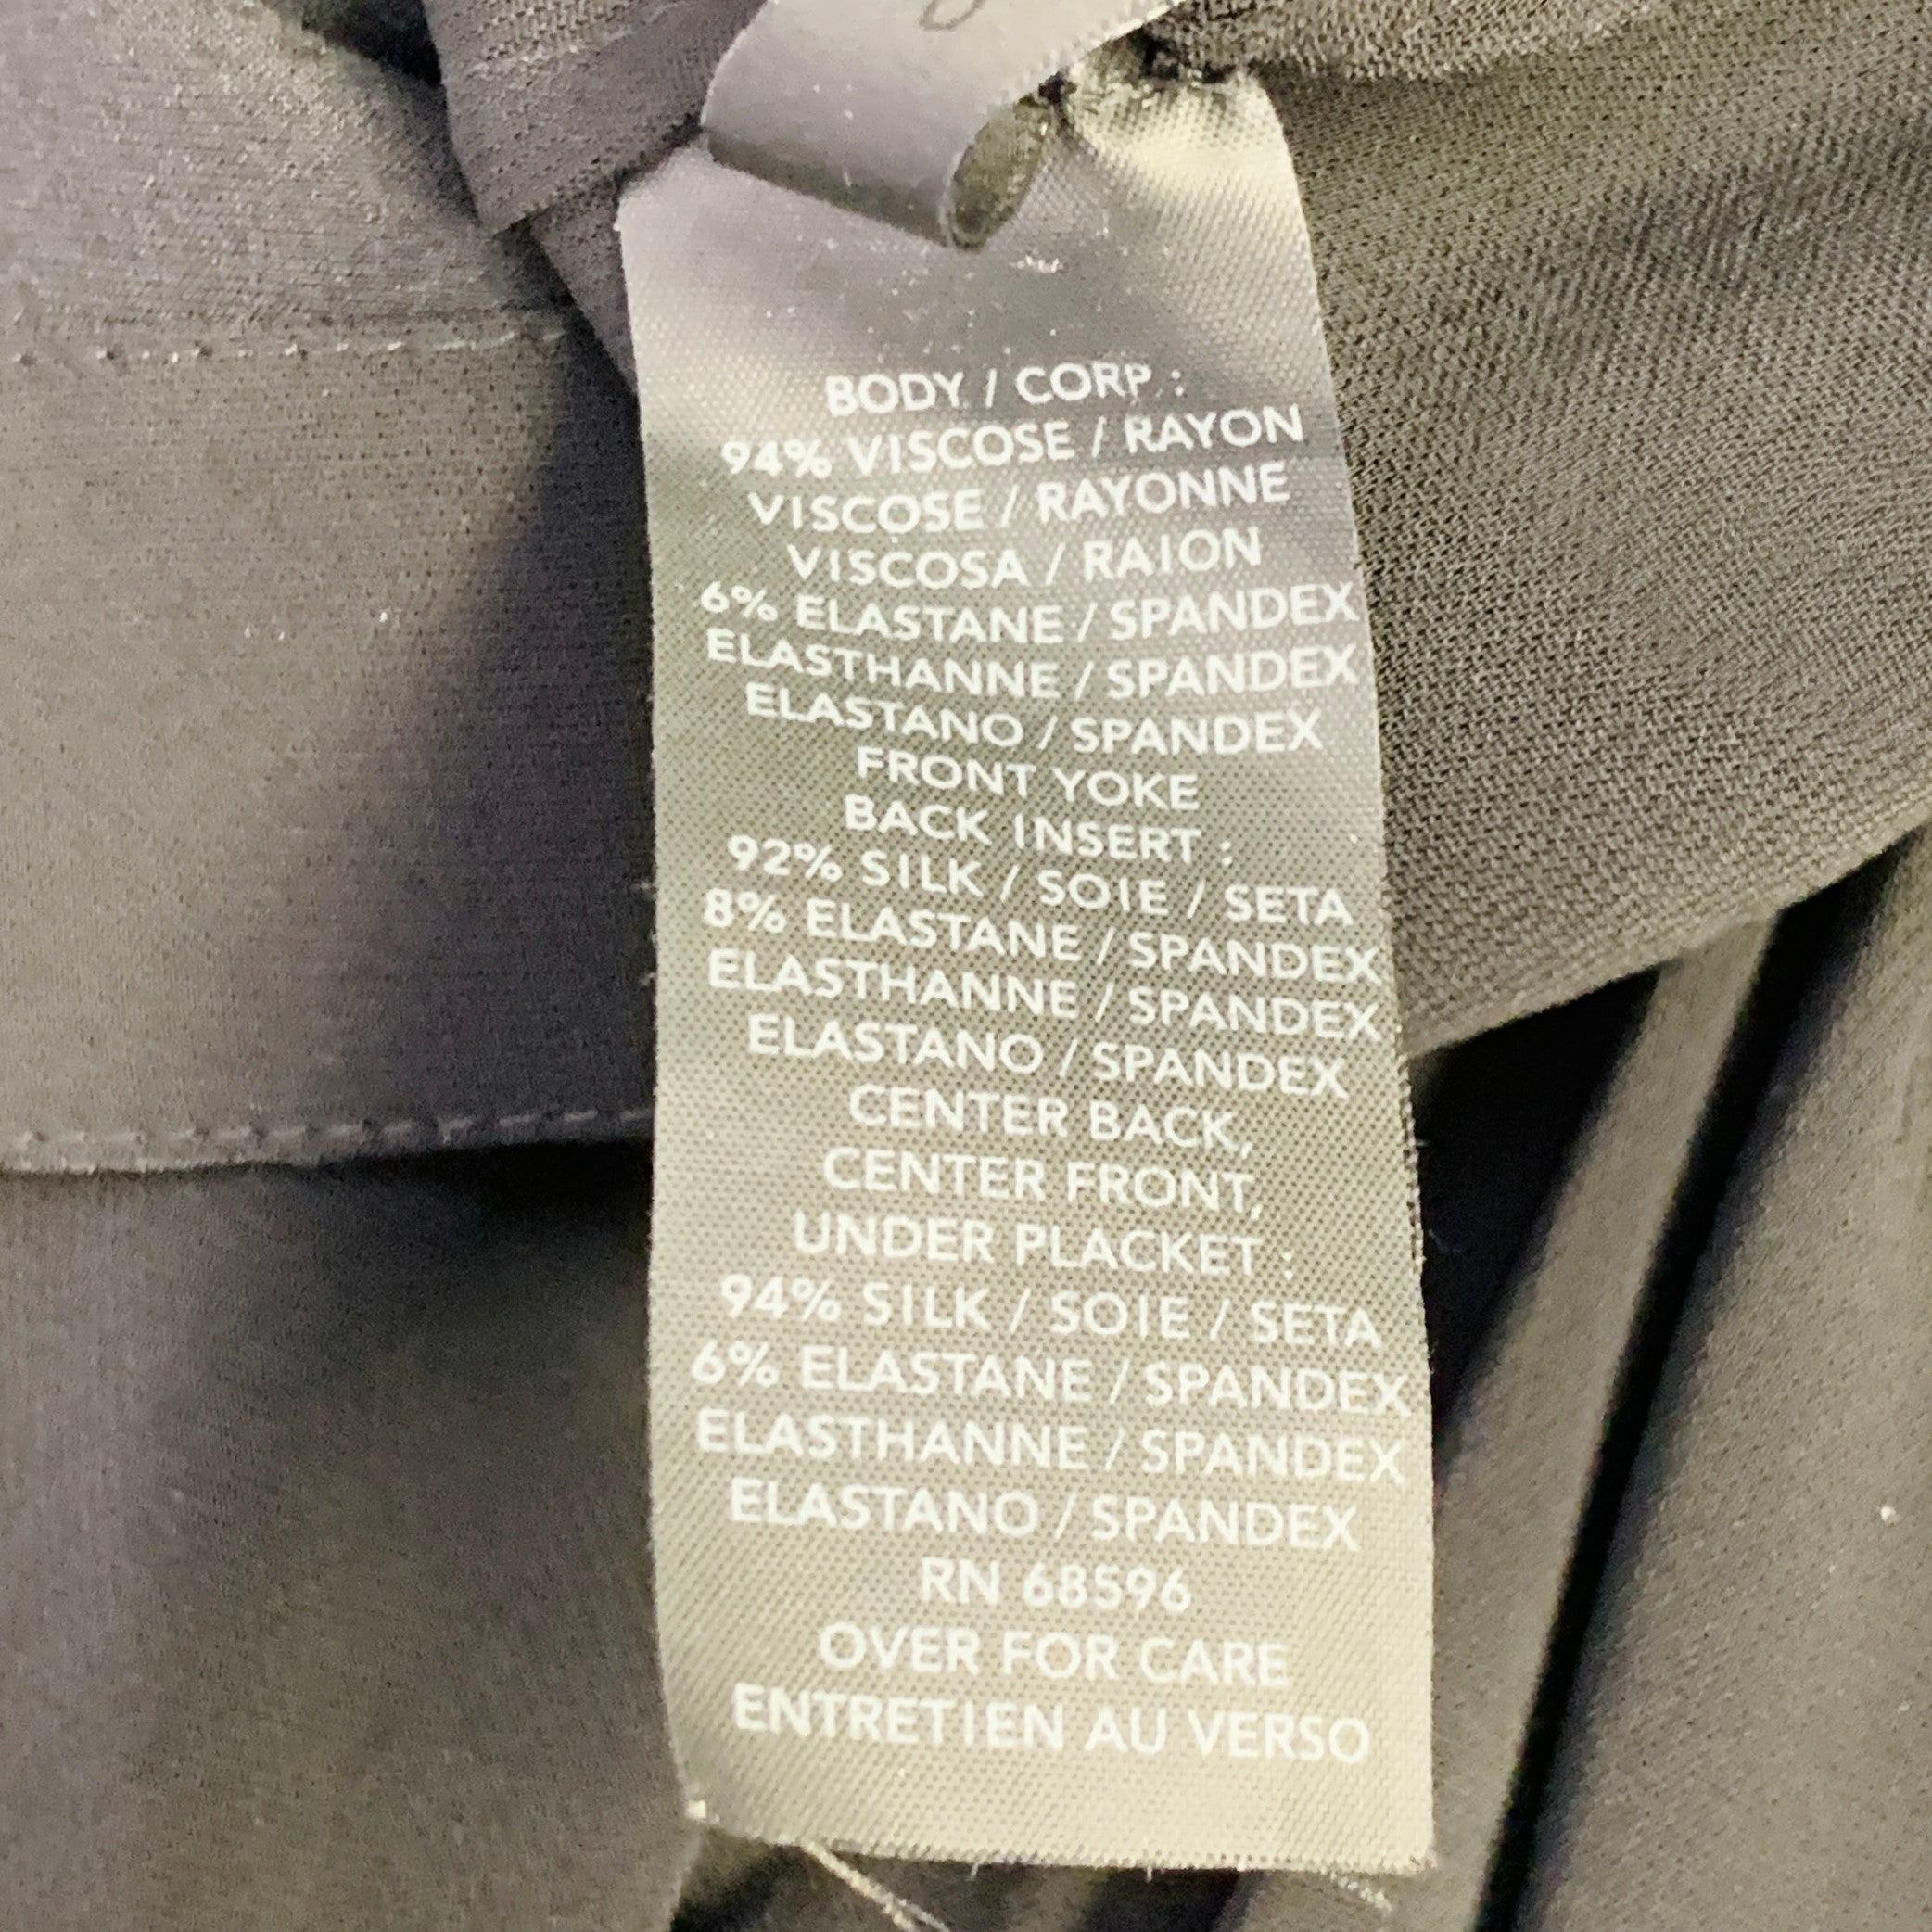 BODY / CORP :
94% VISCOSE / RAYON
VISCOSE / RAYONNE
VISCOSA / RAION
6% ELASTANE / SPANDEX
ELASTHANNE / SPANDEX
ELASTANO / SPANDEX
FRONT YOKE
BACK INSERT :
92% SILK / SOIE / SETA
8% ELASTANE / SPANDEX
ELASTHANNE / SPANDEX
ELASTANO / SPANDEX
CENTER BACK,
CENTER FRONT,
UNDER PLACKET :
94% SILK / SOIE / SETA
6% ELASTANE / SPANDEX
ELASTHANNE / SPANDEX
ELASTANO / SPANDEX
RN 68596
OVER FOR CARE
ENTRETIEN AU VERSO